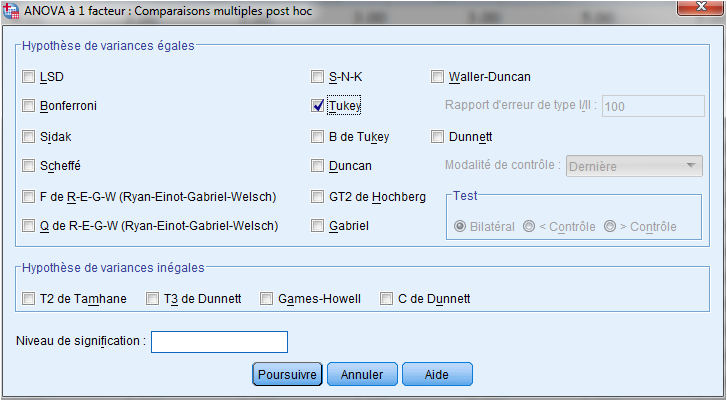 ANOVA à 1 facteur : Comparaisons multiples post hoc
Hypothèse de variances égales
LSD
S-N-K
Waller-Duncan
Bonferroni
Tukey
Rapport d'erreur de type I/II :
100
Sidak
B de Tukey
Dunnett
Scheffé
Duncan
Modalité de contrôle :
Dernière
F de R-E-G-W (Ryan-Einot-Gabriel-Welsch)
GT2 de Hochberg
Test
Q de R-E-G-W (Ryan-Einot-Gabriel-Welsch)
Gabriel
Bilatéral
< Contrôle
> Contrôle
Hypothèse de variances inégales
T2 de Tamhane
T3 de Dunnett
Games-Howell
C de Dunnett
Niveau de signification :
Poursuivre
Annuler
Aide